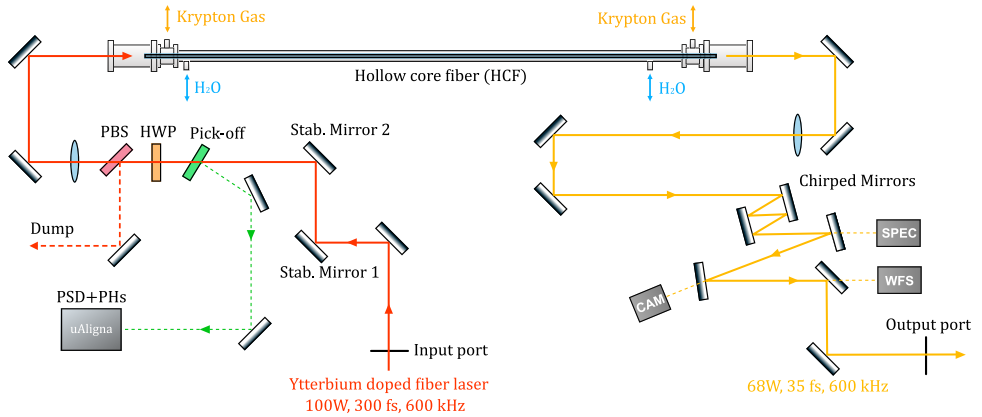 Krypton Gas
Krypton Gas
Hollow core fiber (HCF)
H₂O
H₂O
PBS
HWP
Pick-off
Stab. Mirror 2
Chirped Mirrors
Dump
SPEC
Stab. Mirror 1
WFS
PSD+PHs
CAM
uAligna
Output port
Input port
Ytterbium doped fiber laser
100W, 300 fs, 600 kHz
68W, 35 fs, 600 kHz